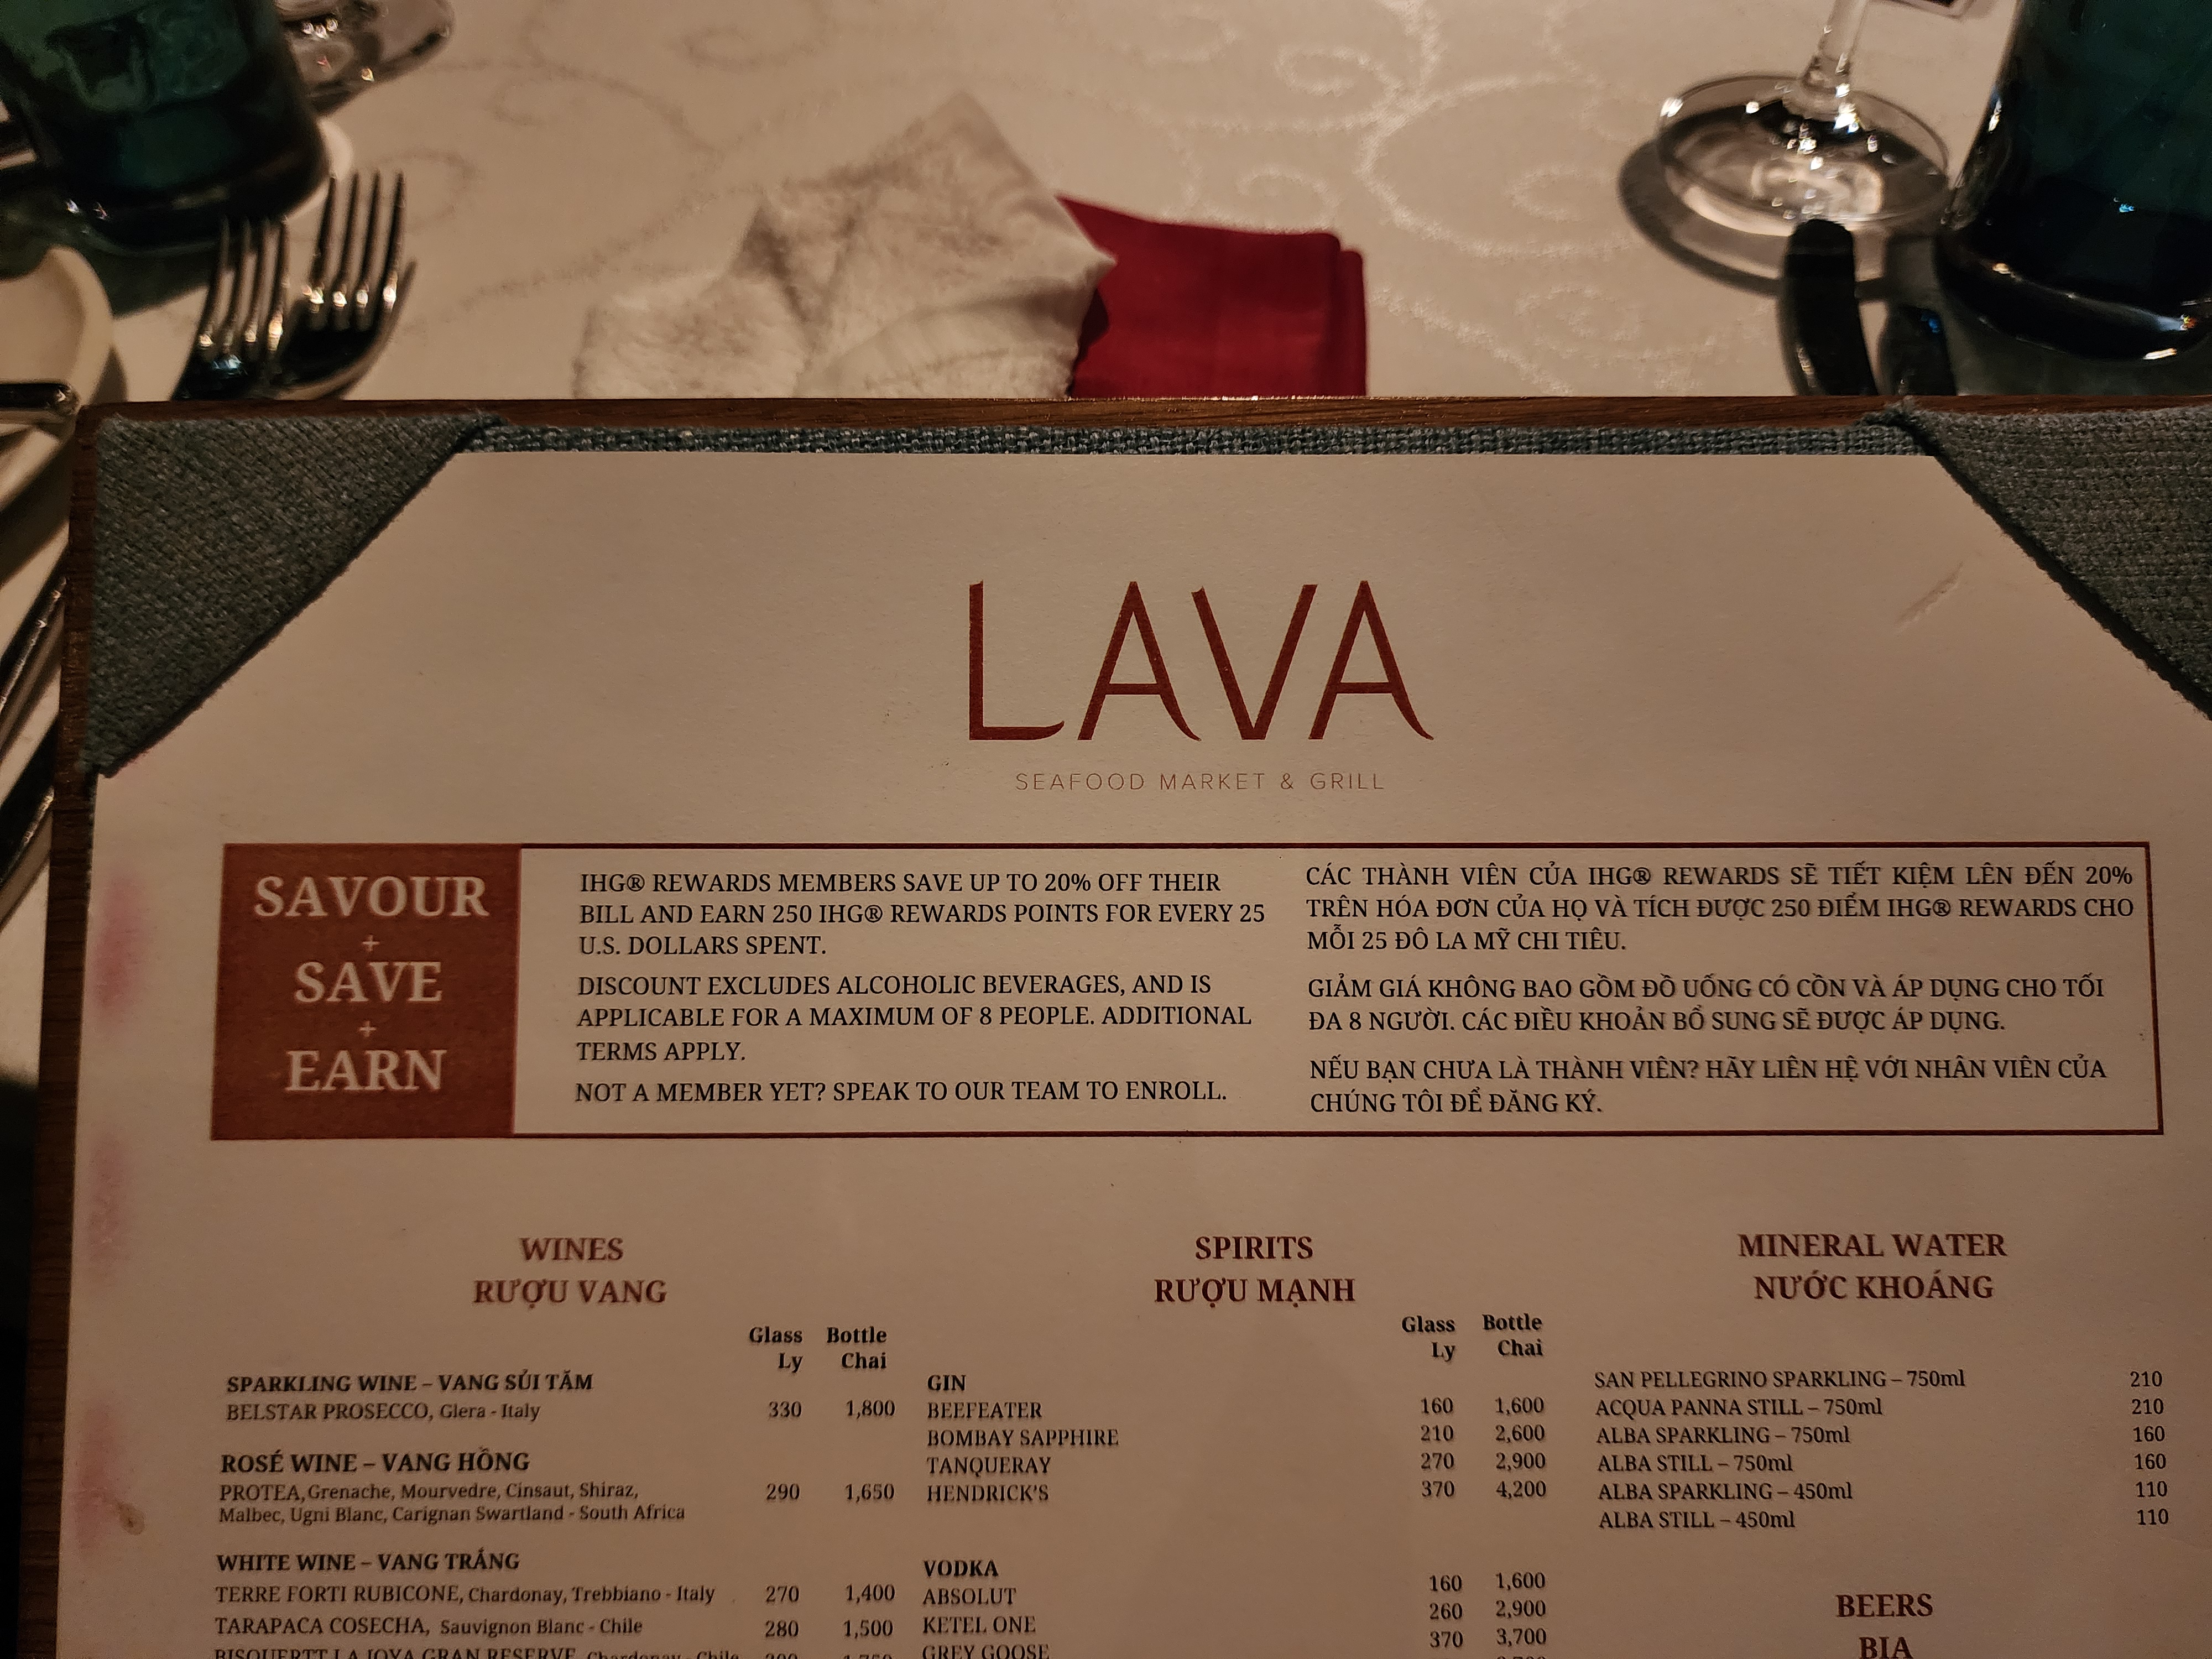 LAVA
SEAFOOD MARKET & GRILL
SAVOUR
+
SAVE
+
EARN
IHG® REWARDS MEMBERS SAVE UP TO 20% OFF THEIR
BILL AND EARN 250 IHG® REWARDS POINTS FOR EVERY 25
U.S. DOLLARS SPENT.
DISCOUNT EXCLUDES ALCOHOLIC BEVERAGES, AND IS
APPLICABLE FOR A MAXIMUM OF 8 PEOPLE. ADDITIONAL
TERMS APPLY.
NOT A MEMBER YET? SPEAK TO OUR TEAM TO ENROLL.
CÁC THÀNH VIÊN CỦA IHG® REWARDS SẼ TIẾT KIỆM LÊN ĐẾN 20%
TRÊN HÓA ĐƠN CỦA HỌ VÀ TÍCH ĐƯỢC 250 ĐIỂM IHG® REWARDS CHO
MỖI 25 ĐÔ LA MỸ CHI TIÊU.
GIẢM GIÁ KHÔNG BAO GỒM ĐỒ UỐNG CÓ CỒN VÀ ÁP DỤNG CHO TỐI
ĐA 8 NGƯỜI. CÁC ĐIỀU KHOẢN BỔ SUNG SẼ ĐƯỢC ÁP DỤNG.
NẾU BẠN CHƯA LÀ THÀNH VIÊN? HÃY LIÊN HỆ VỚI NHÂN VIÊN CỦA
CHÚNG TÔI ĐỂ ĐĂNG KÝ.
WINES
RƯỢU VANG
Glass Bottle
Ly Chai
SPARKLING WINE – VANG SỦI TĂM
BELSTAR PROSECCO, Glera - Italy 330 1,800
ROSÉ WINE – VANG HỒNG
PROTEA,Grenache, Mourvedre, Cinsaut, Shiraz, 290 1,650
Malbec, Ugni Blanc, Carignan Swartland - South Africa
WHITE WINE – VANG TRẮNG
TERRE FORTI RUBICONE, Chardonay, Trebbiano - Italy 270 1,400
TARAPACA COSECHA, Sauvignon Blanc - Chile 280 1,500
BISQUERTT LA JOYA GRAN RESERVE, Chardonay - Chile
SPIRITS
RƯỢU MẠNH
Glass Bottle
Ly Chai
GIN
BEEFEATER 160 1,600
BOMBAY SAPPHIRE 210 2,600
TANQUERAY 270 2,900
HENDRICK'S 370 4,200
VODKA
ABSOLUT 160 1,600
KETEL ONE 260 2,900
GREY GOOSE 370 3,700
MINERAL WATER
NƯỚC KHOÁNG
SAN PELLEGRINO SPARKLING – 750ml 210
ACQUA PANNA STILL – 750ml 210
ALBA SPARKLING – 750ml 160
ALBA STILL – 750ml 160
ALBA SPARKLING – 450ml 110
ALBA STILL – 450ml 110
BEERS
BIA